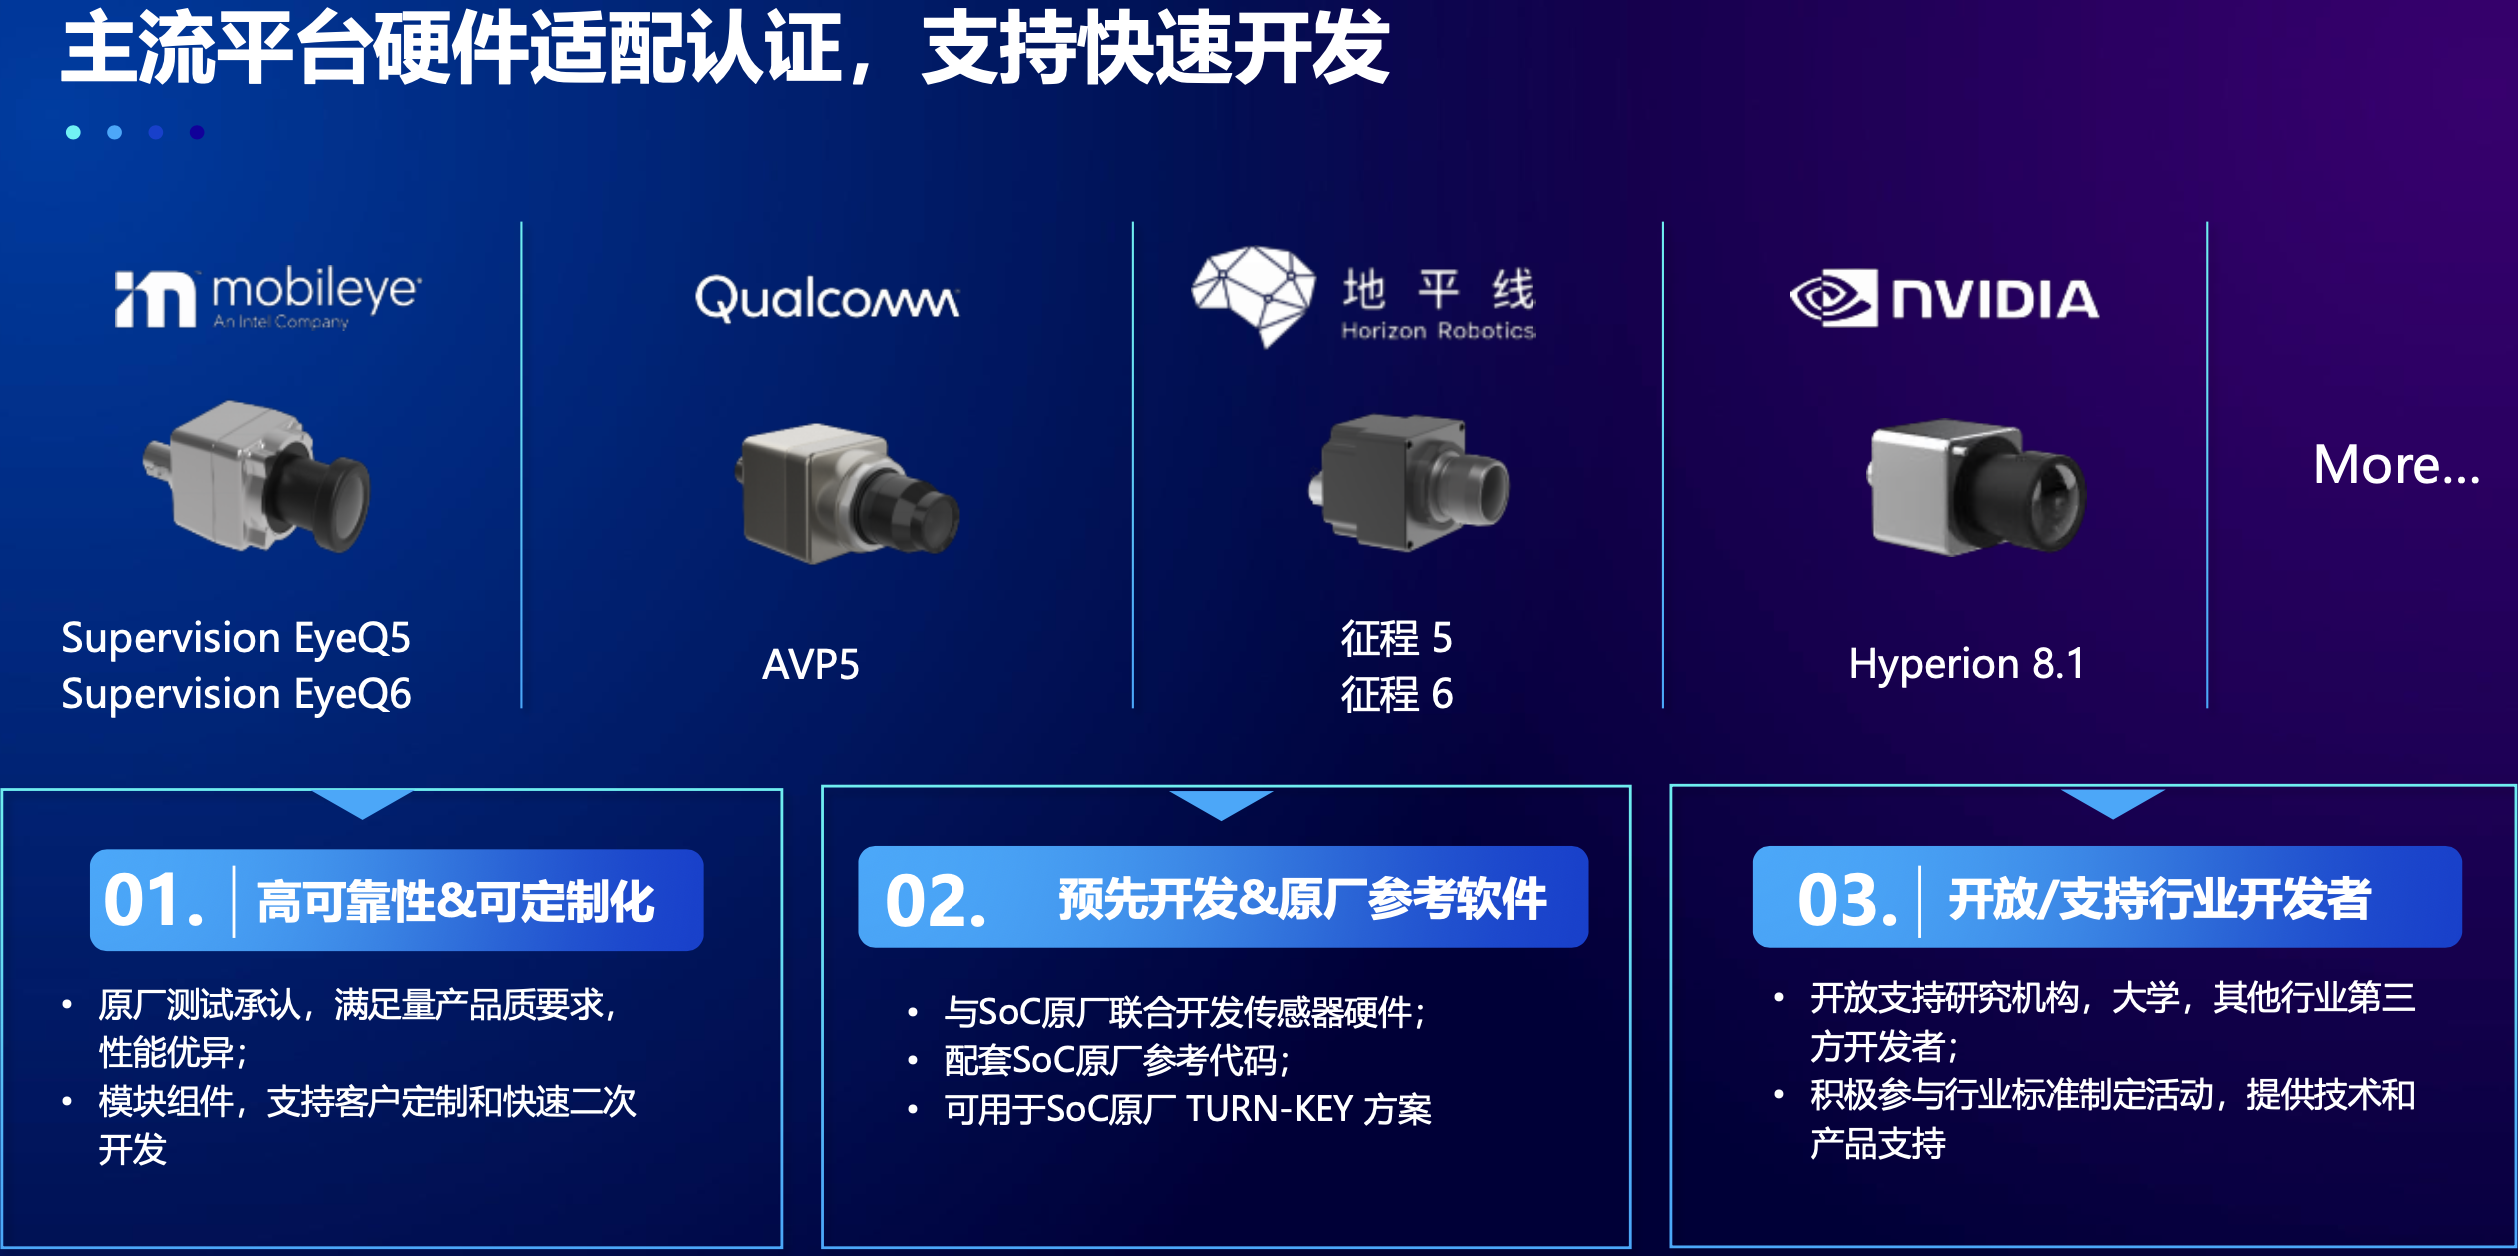 主流平台硬件适配认证，支持快速开发
mobileye
An Intel Company
Qualcomm
地平线
Horizon Robotics
NVIDIA
Supervision EyeQ5
Supervision EyeQ6
AVP5
征程 5
征程 6
Hyperion 8.1
More...
01. 高可靠性&可定制化
• 原厂测试承认，满足量产品质要求，
性能优异；
• 模块组件，支持客户定制和快速二次
开发
02. 预先开发&原厂参考软件
• 与SoC原厂联合开发传感器硬件；
• 配套SoC原厂参考代码；
• 可用于SoC原厂 TURN-KEY 方案
03. 开放/支持行业开发者
• 开放支持研究机构，大学，其他行业第三
方开发者；
• 积极参与行业标准制定活动，提供技术和
产品支持